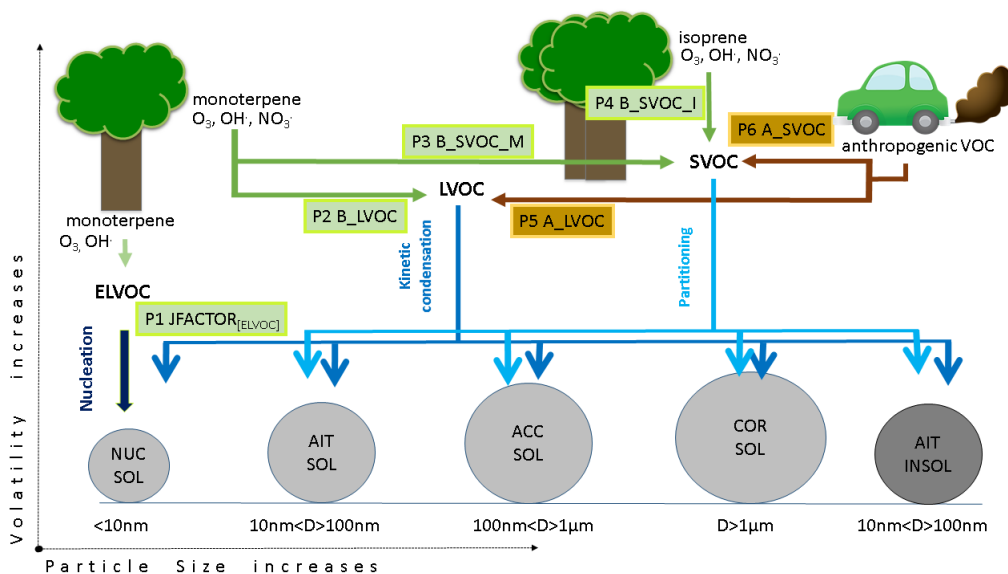 isoprene
O3, OH·, NO3·
monoterpene
O3, OH·, NO3·
P4 B_SVOC_I
P6 A_SVOC
anthropogenic VOC
P3 B_SVOC_M
SVOC
LVOC
P2 B_LVOC
P5 A_LVOC
monoterpene
O3, OH·
Kinetic
condensation
Partitioning
ELVOC
P1 JFACTOR[ELVOC]
Nucleation
NUC
SOL
AIT
SOL
ACC
SOL
COR
SOL
AIT
INSOL
<10nm
10nm<D>100nm
100nm<D>1µm
D>1µm
10nm<D>100nm
Volatility increases
Particle Size increases